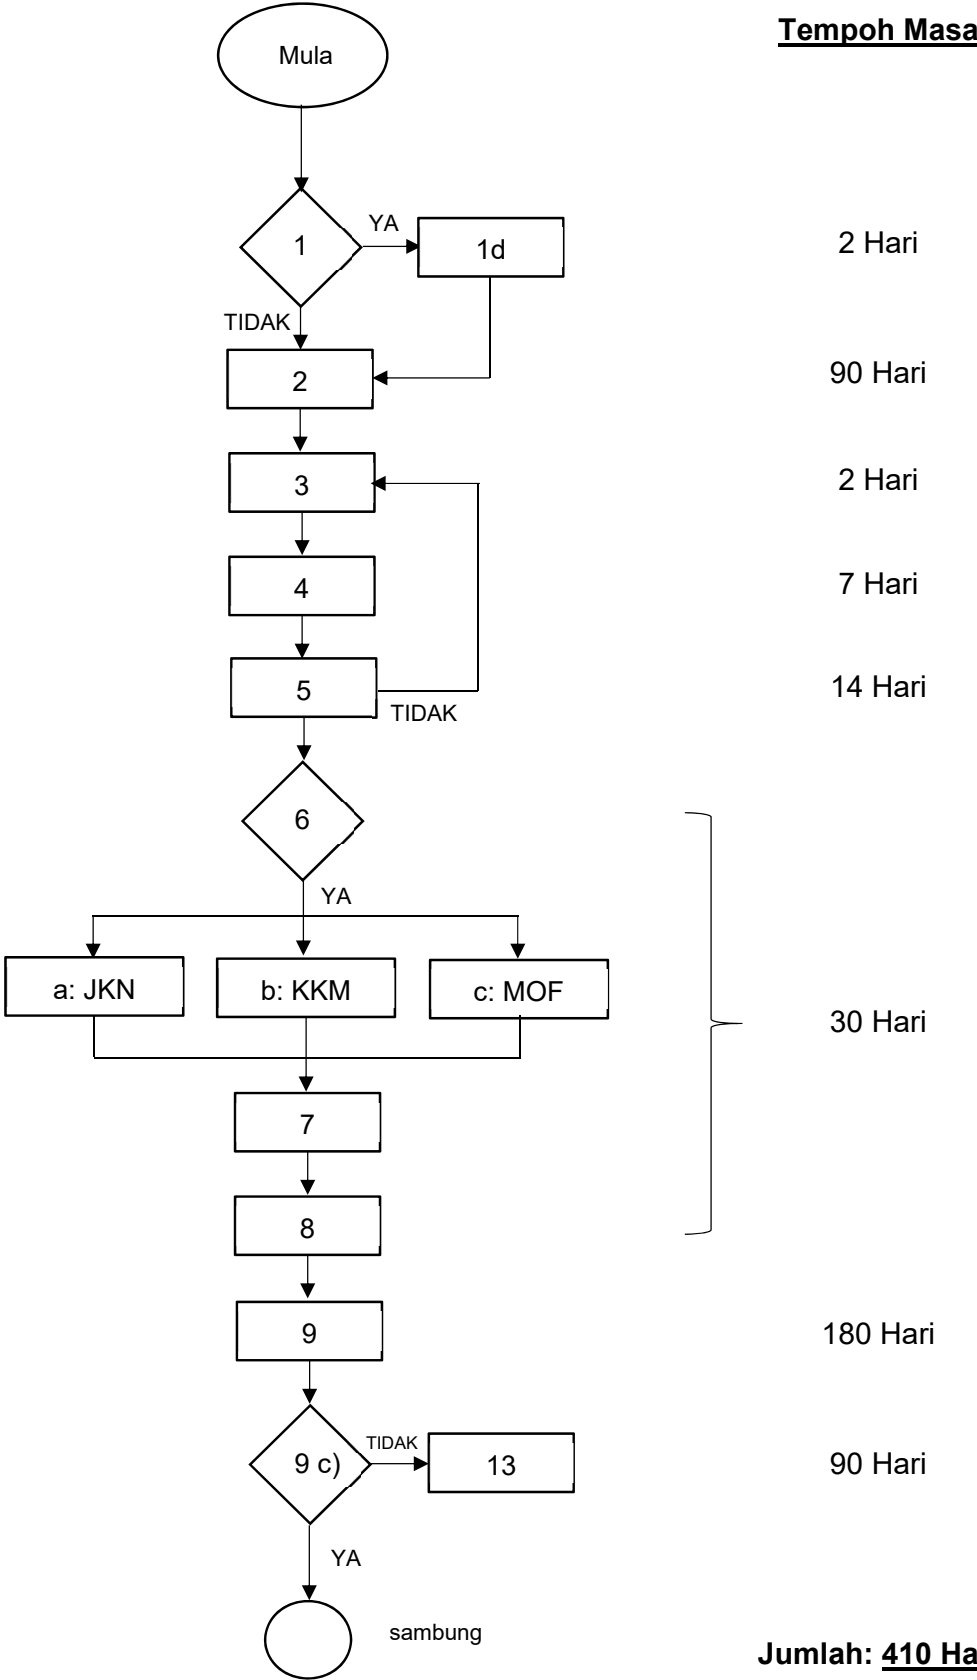 Tempoh Masa
Mula
1
YA
1d
2 Hari
TIDAK
2
90 Hari
3
2 Hari
4
7 Hari
5
14 Hari
TIDAK
6
YA
a: JKN
b: KKM
c: MOF
30 Hari
7
8
9
180 Hari
9 c)
TIDAK
13
90 Hari
YA
sambung
Jumlah: 410 Ha